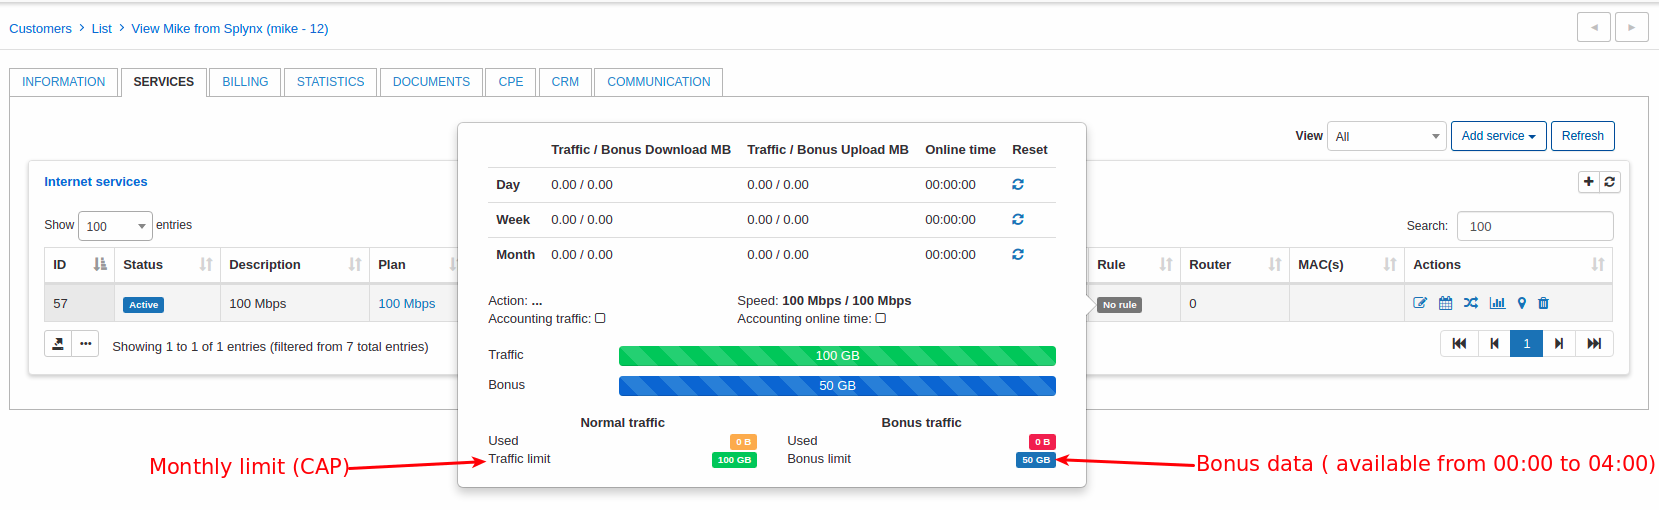 Customers > List > View Mike from Splynx (mike - 12)
INFORMATION SERVICES BILLING STATISTICS DOCUMENTS CPE CRM COMMUNICATION
View All Add service Refresh
Internet services
Show 100 entries
Search: 100
ID Status Description Plan Rule Router MAC(s) Actions
57 Active 100 Mbps 100 Mbps No rule 0
••• Showing 1 to 1 of 1 entries (filtered from 7 total entries)
1
Traffic / Bonus Download MB Traffic / Bonus Upload MB Online time Reset
Day 0.00 / 0.00 0.00 / 0.00 00:00:00
Week 0.00 / 0.00 0.00 / 0.00 00:00:00
Month 0.00 / 0.00 0.00 / 0.00 00:00:00
Action: ... Speed: 100 Mbps / 100 Mbps
Accounting traffic: Accounting online time:
Traffic 100 GB
Bonus 50 GB
Normal traffic Bonus traffic
Used 0 B Used 0 B
Traffic limit 100 GB Bonus limit 50 GB
Monthly limit (CAP)
Bonus data ( available from 00:00 to 04:00)